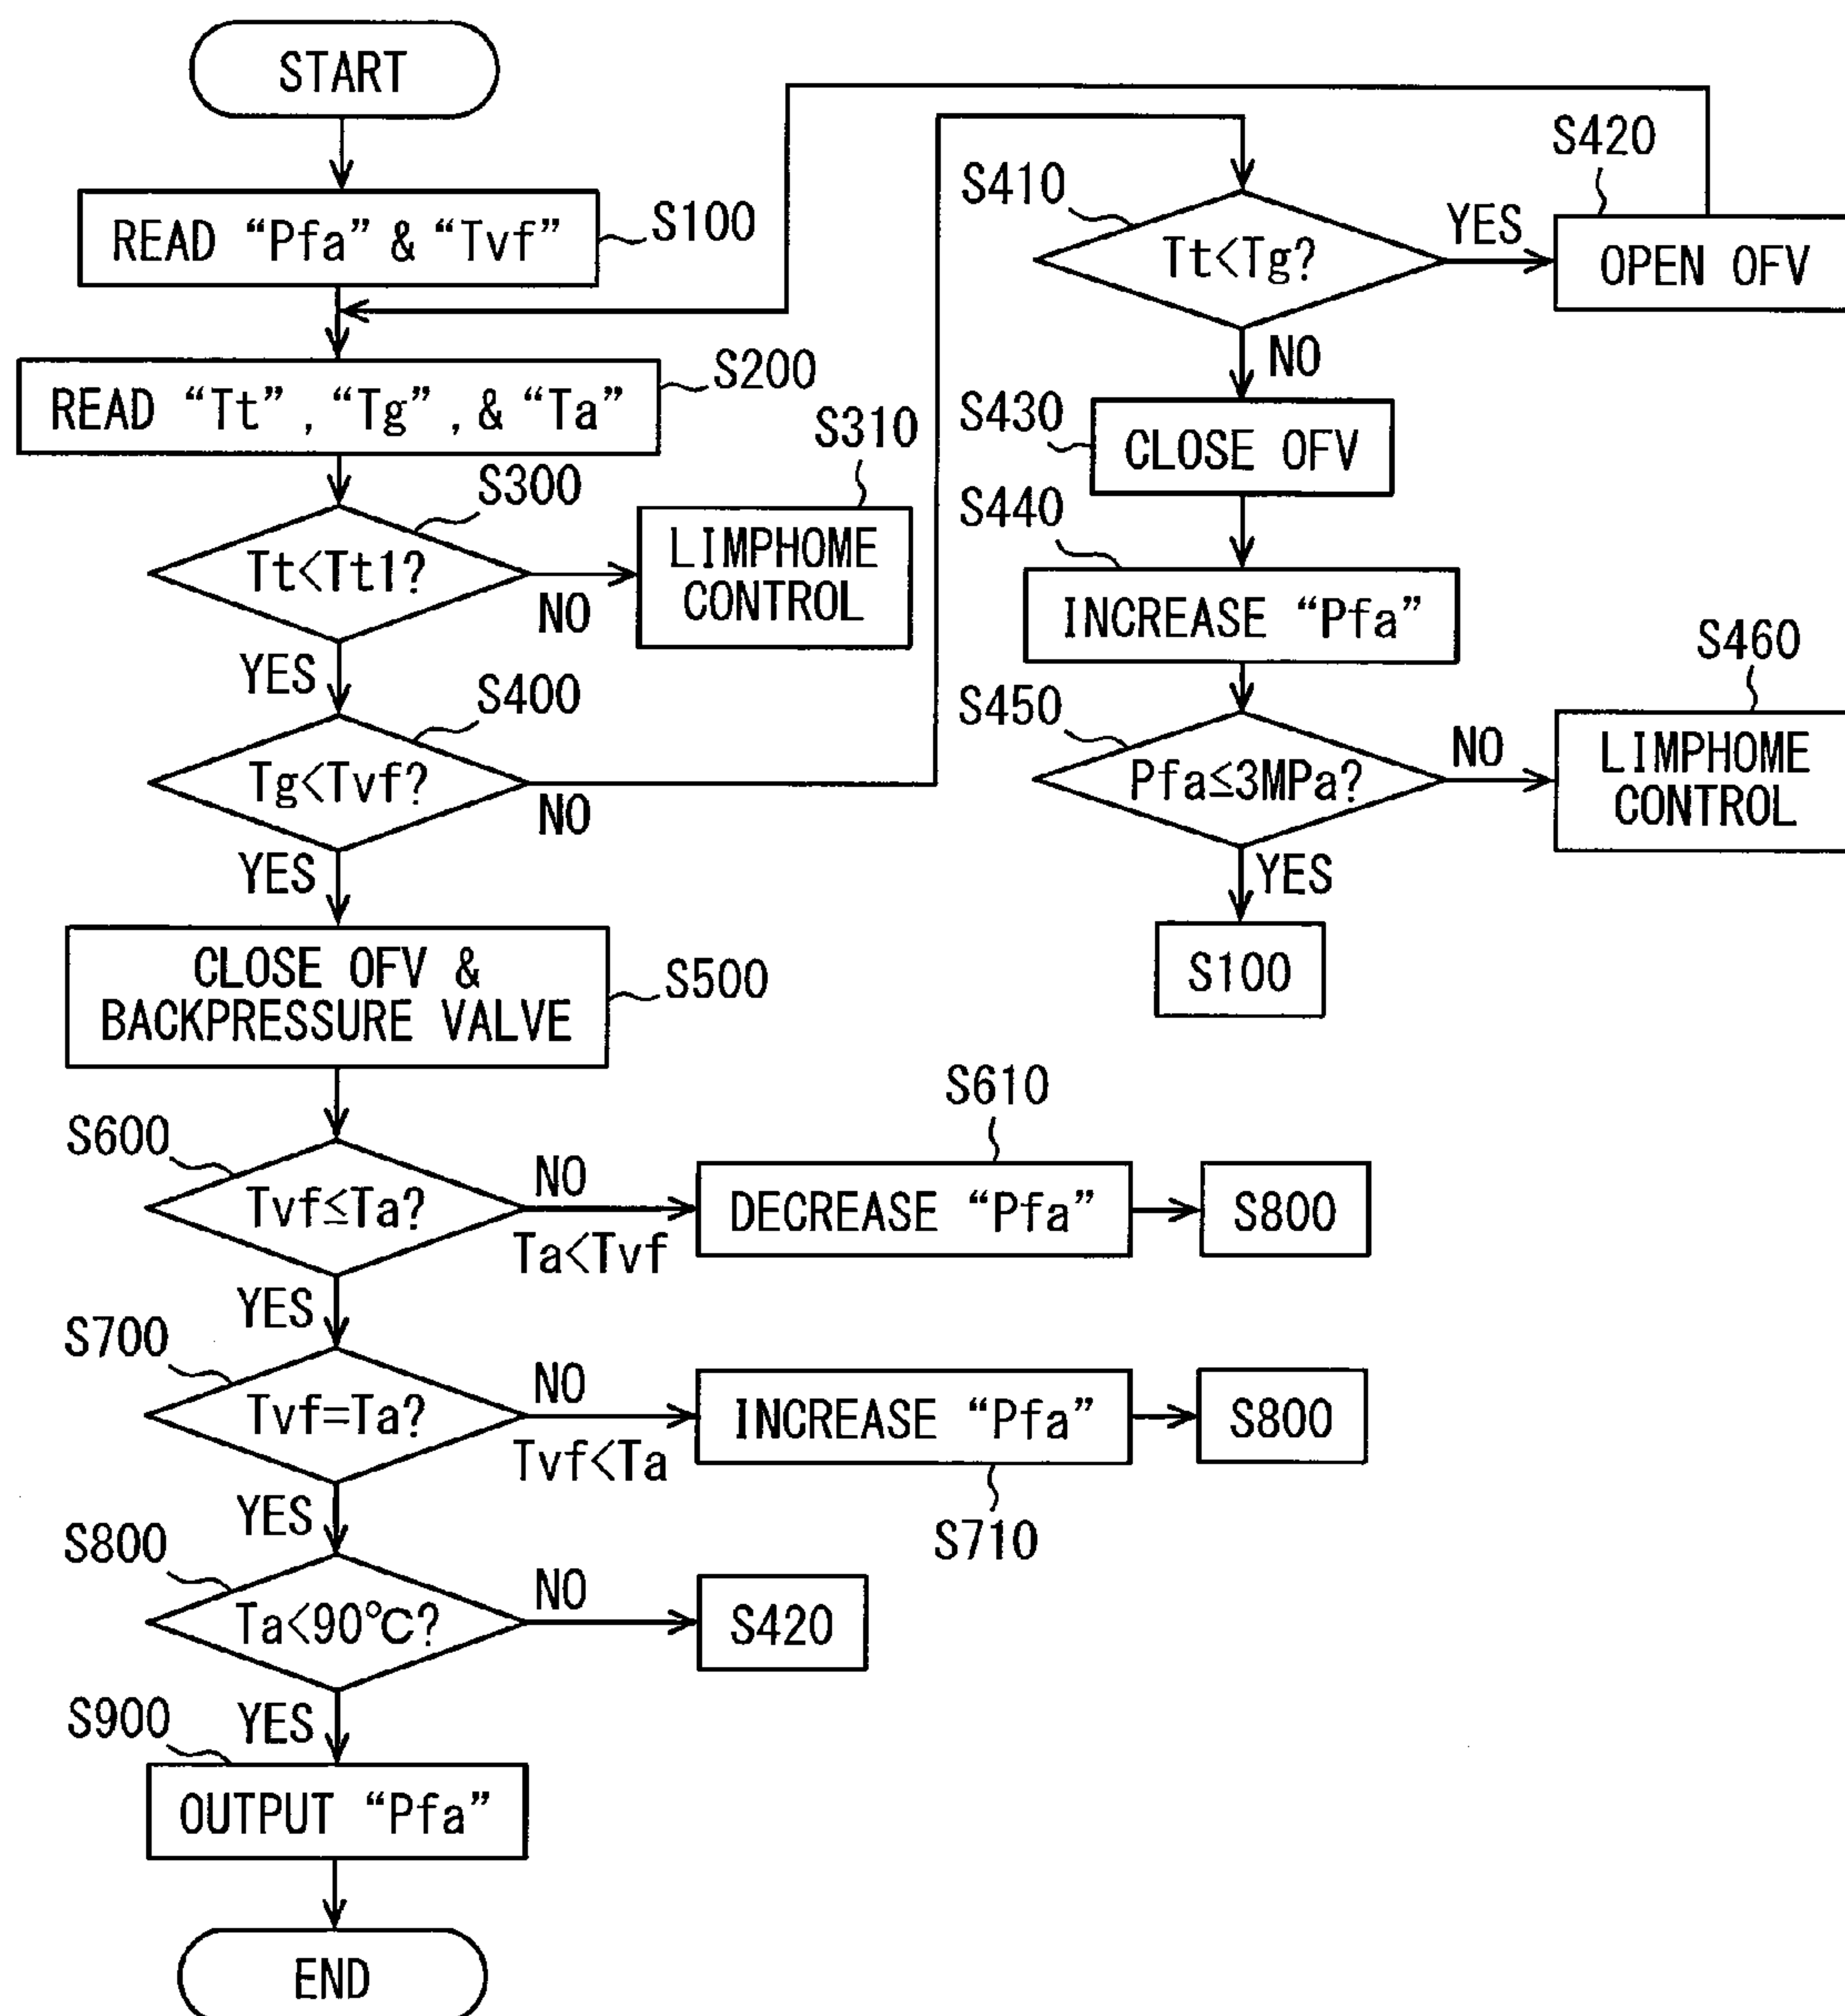 START
READ “Pfa” & “Tvf”
S100
READ “Tt”, “Tg”, & “Ta”
S200
Tt<Tt1?
S300
NO
YES
LIMPHOME
CONTROL
S310
Tg<Tvf?
S400
NO
YES
Tt<Tg?
S410
YES
NO
OPEN OFV
S420
CLOSE OFV
S430
INCREASE “Pfa”
S440
Pfa≤3MPa?
S450
NO
YES
LIMPHOME
CONTROL
S460
S100
CLOSE OFV &
BACKPRESSURE VALVE
S500
Tvf≤Ta?
S600
NO
Ta<Tvf
YES
DECREASE “Pfa”
S610
S800
Tvf=Ta?
S700
NO
Tvf<Ta
YES
INCREASE “Pfa”
S710
S800
Ta<90℃?
S800
NO
YES
S420
OUTPUT “Pfa”
S900
END